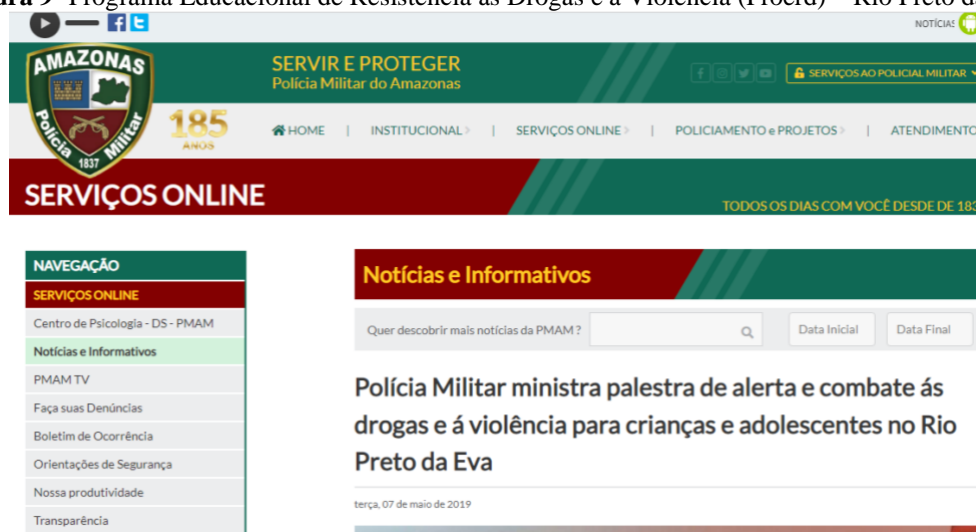 ura 9 Programa Educacional de Resistência às Drogas e à Violência (Proerd) – Rio Preto da
NOTÍCIAS
AMAZONAS
Polícia Militar
1837
185
ANOS
SERVIR E PROTEGER
Polícia Militar do Amazonas
SERVIÇOS AO POLICIAL MILITAR
HOME | INSTITUCIONAL > | SERVIÇOS ONLINE > | POLICIAMENTO e PROJETOS > | ATENDIMENTO
SERVIÇOS ONLINE
TODOS OS DIAS COM VOCÊ DESDE DE 183
NAVEGAÇÃO
SERVIÇOS ONLINE
Centro de Psicologia - DS - PMAM
Notícias e Informativos
PMAM TV
Faça suas Denúncias
Boletim de Ocorrência
Orientações de Segurança
Nossa produtividade
Transparência
Notícias e Informativos
Quer descobrir mais notícias da PMAM ?
Data Inicial
Data Final
Polícia Militar ministra palestra de alerta e combate ás
drogas e á violência para crianças e adolescentes no Rio
Preto da Eva
terça, 07 de maio de 2019